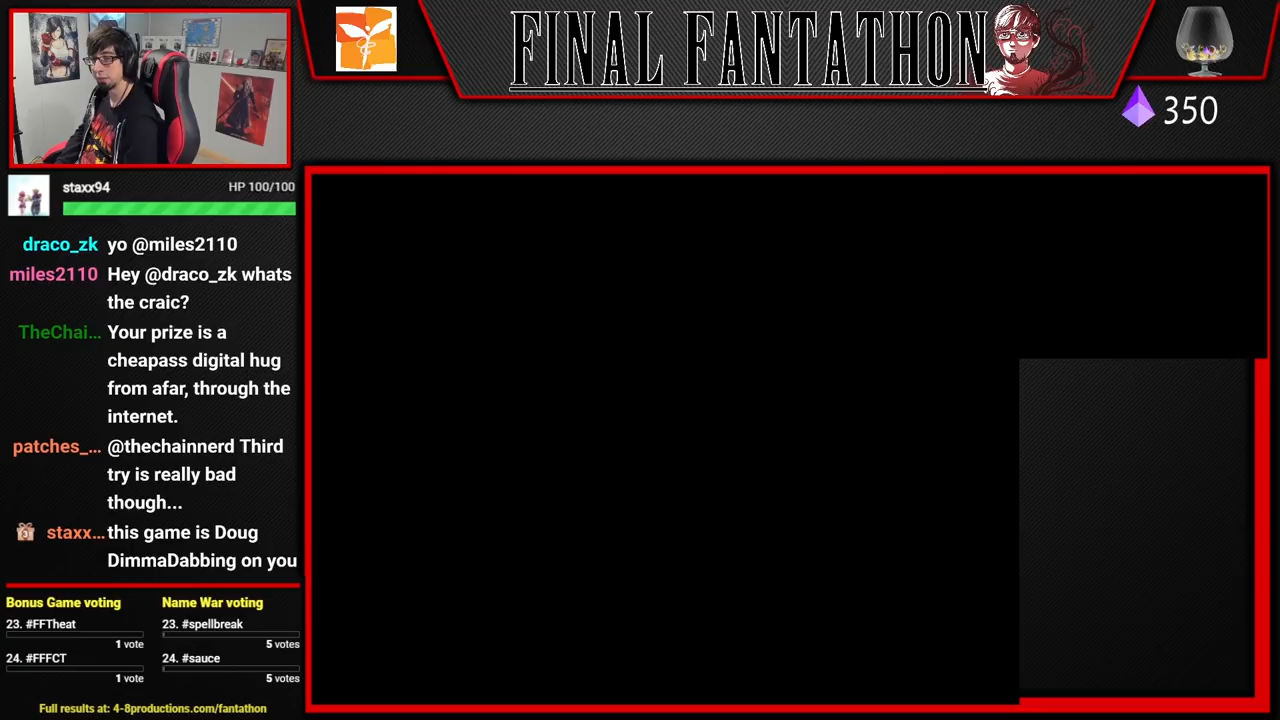 FINAL FANTATHON
350
staxx94
HP 100/100
draco_zk yo @miles2110
miles2110 Hey @draco_zk whats
the craic?
TheChai... Your prize is a
cheapass digital hug
from afar, through the
internet.
patches_... @thechainnerd Third
try is really bad
though...
staxx... this game is Doug
DimmaDabbing on you
Bonus Game voting
Name War voting
23. #FFTheat
23. #spellbreak
1 vote
5 votes
24. #FFFCT
24. #sauce
1 vote
5 votes
Full results at: 4-8productions.com/fantathon